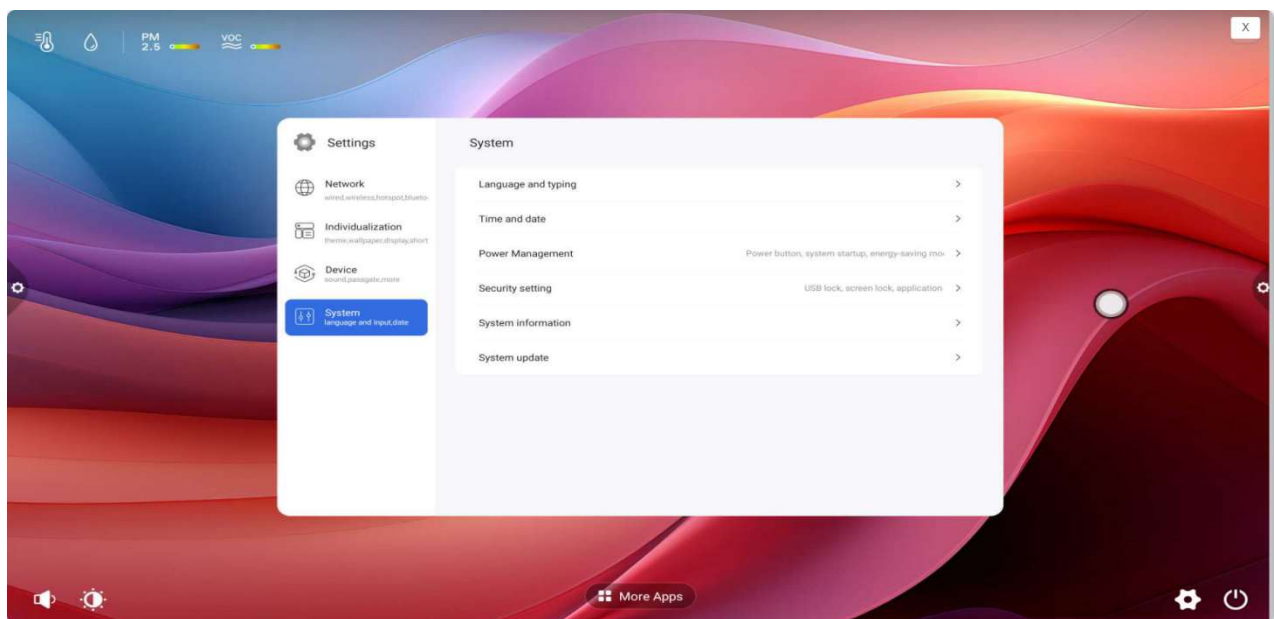 PM
2.5
VOC
X
Settings
System
Network
wired,wireless,hotspot,blueto
Language and typing
Time and date
Individualization
theme,wallpaper,display,short
Power Management
Power button, system startup, energy-saving mo
Device
sound,passgate,more
Security setting
USB lock, screen lock, application
System
language and input,date
System information
System update
More Apps